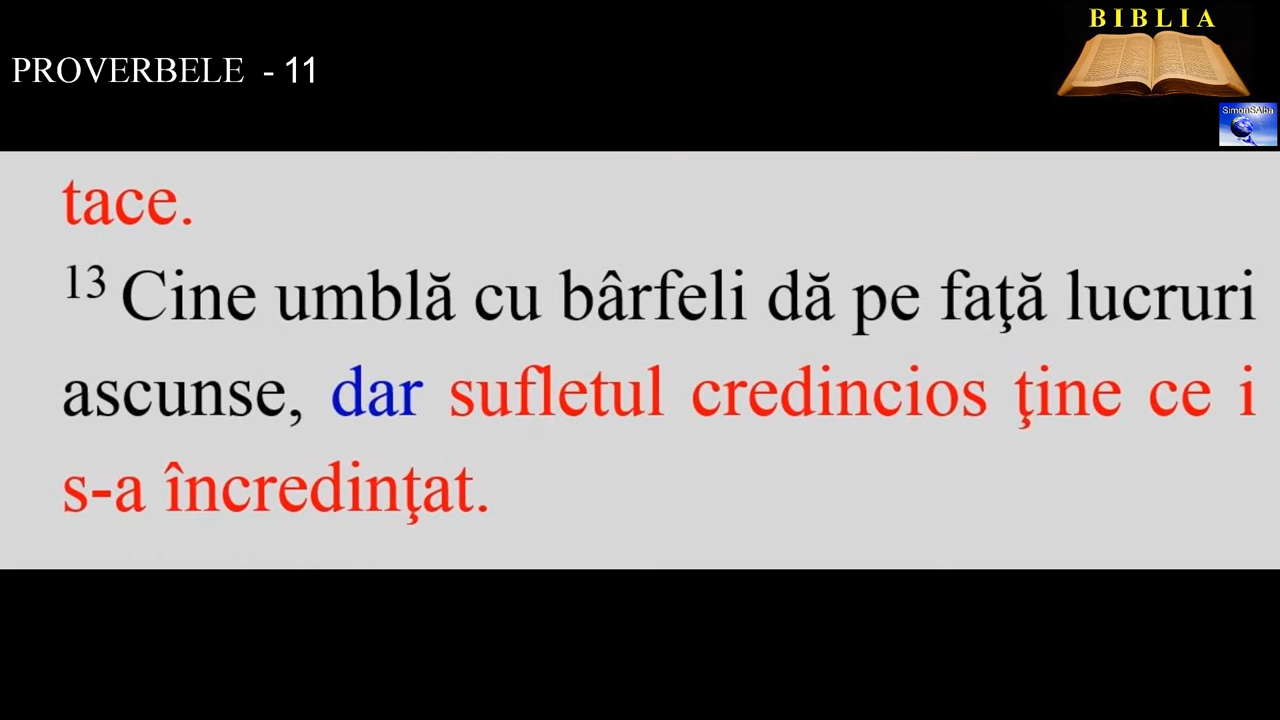 BIBLIA
PROVERBELE - 11
SimonSAlba
tace.
13 Cine umblă cu bârfeli dă pe faţă lucruri
ascunse, dar sufletul credincios ţine ce i
s-a încredinţat.